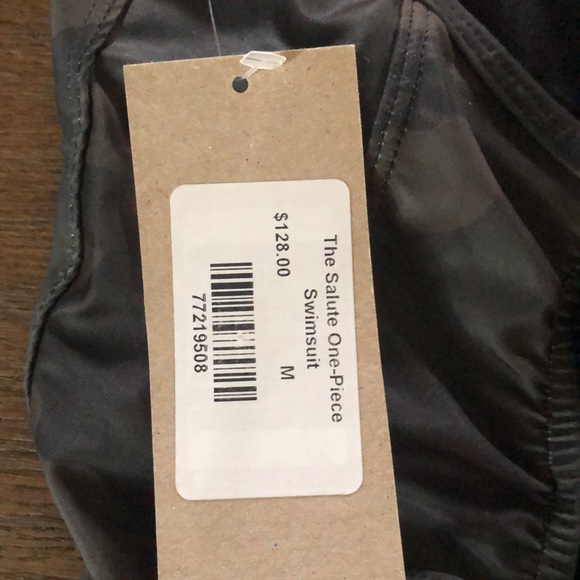 The Salute One-Piece
Swimsuit
M
$128.00
77219508